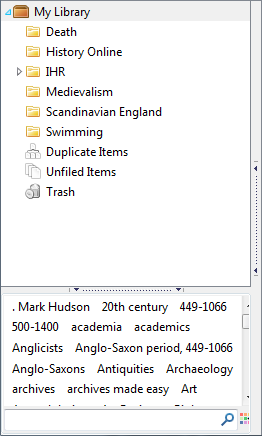 My Library
Death
History Online
IHR
Medievalism
Scandinavian England
Swimming
Duplicate Items
Unfiled Items
Trash
. Mark Hudson 20th century 449-1066
500-1400 academia academics
Anglicists Anglo-Saxon period, 449-1066
Anglo-Saxons Antiquities Archaeology
archives archives made easy Art